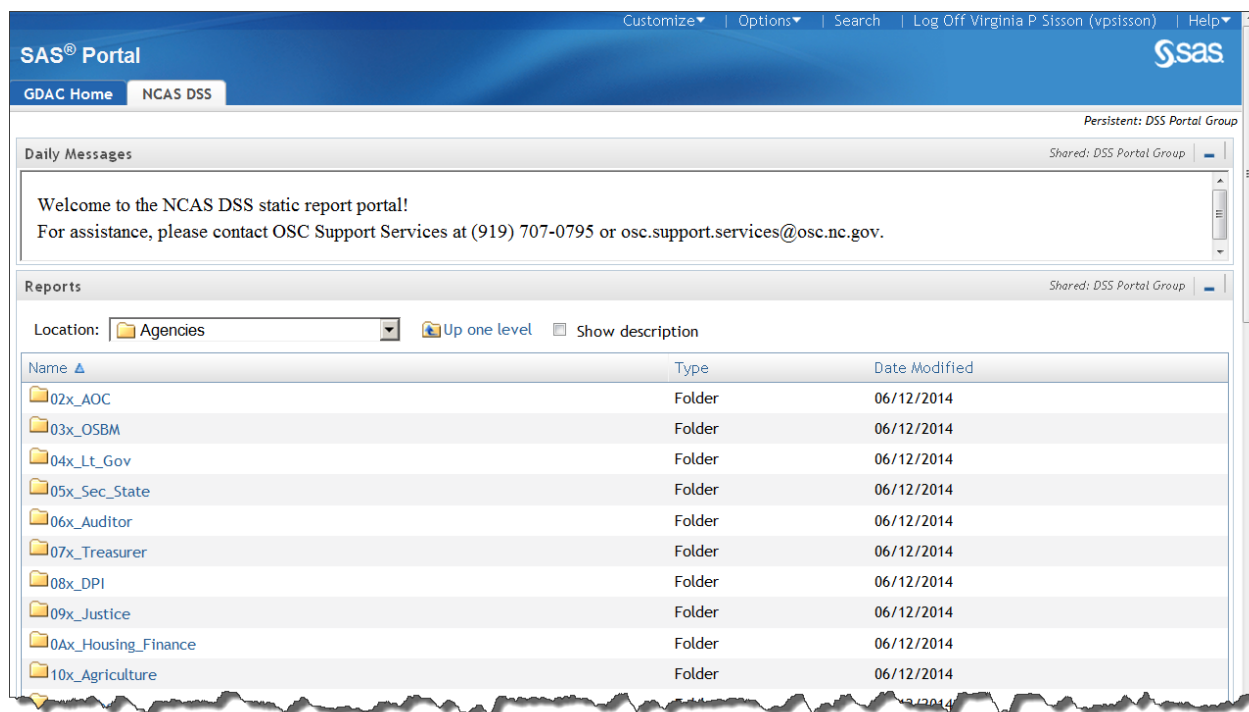 Customize | Options | Search | Log Off Virginia P Sisson (vpsisson) | Help
SAS® Portal
sas
GDAC Home NCAS DSS
Persistent: DSS Portal Group
Daily Messages Shared: DSS Portal Group
Welcome to the NCAS DSS static report portal!
For assistance, please contact OSC Support Services at (919) 707-0795 or osc.support.services@osc.nc.gov.
Reports Shared: DSS Portal Group
Location: Agencies Up one level Show description
Name Type Date Modified
02x_AOC Folder 06/12/2014
03x_OSBM Folder 06/12/2014
04x_Lt_Gov Folder 06/12/2014
05x_Sec_State Folder 06/12/2014
06x_Auditor Folder 06/12/2014
07x_Treasurer Folder 06/12/2014
08x_DPI Folder 06/12/2014
09x_Justice Folder 06/12/2014
0Ax_Housing_Finance Folder 06/12/2014
10x_Agriculture Folder 06/12/2014